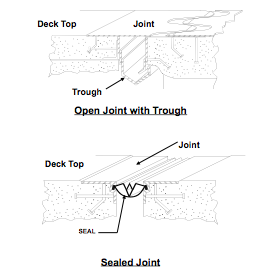 Deck Top Joint
Trough
Open Joint with Trough
Joint
Deck Top
SEAL
Sealed Joint